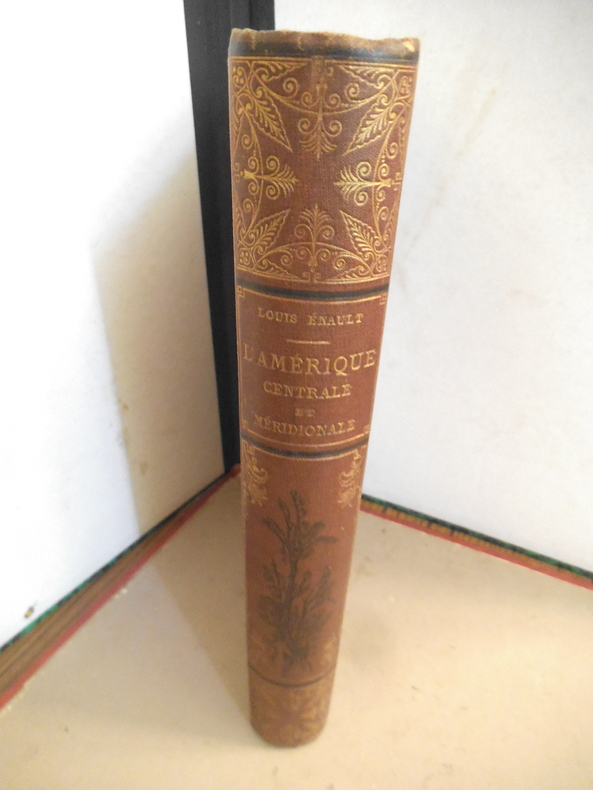 LOUIS ÉNAULT
L'AMÉRIQUE
CENTRALE
ET
MÉRIDIONALE